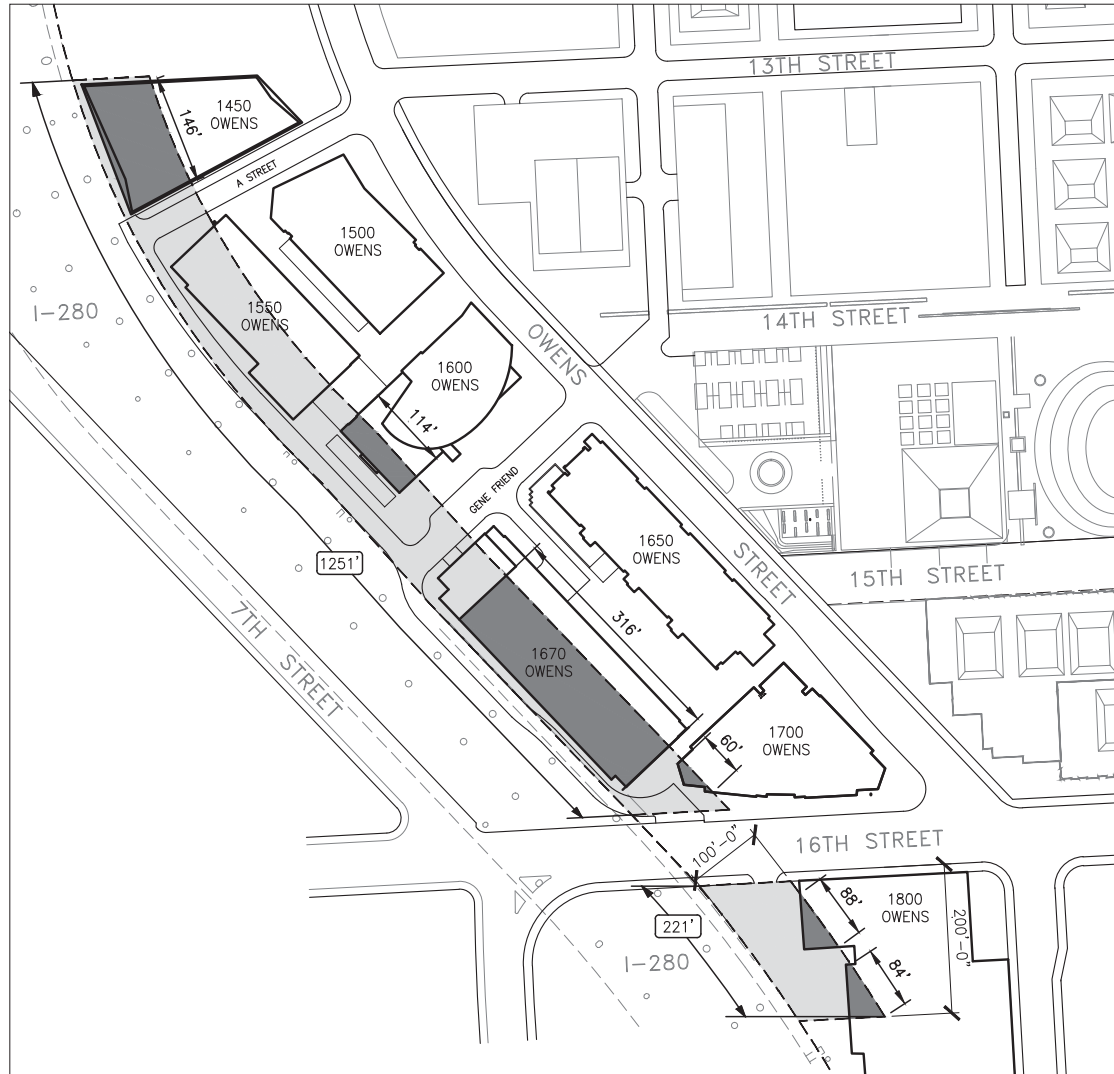 13TH STREET
1450
OWENS
146'
A STREET
1500
OWENS
I-280
1550
OWENS
14TH STREET
OWENS
STREET
1600
OWENS
114'
GENE FRIEND
1650
OWENS
1251'
15TH STREET
7TH STREET
316'
1670
OWENS
1700
OWENS
60'
16TH STREET
100'-0"
1800
OWENS
88'
200'-0"
221'
84'
I-280